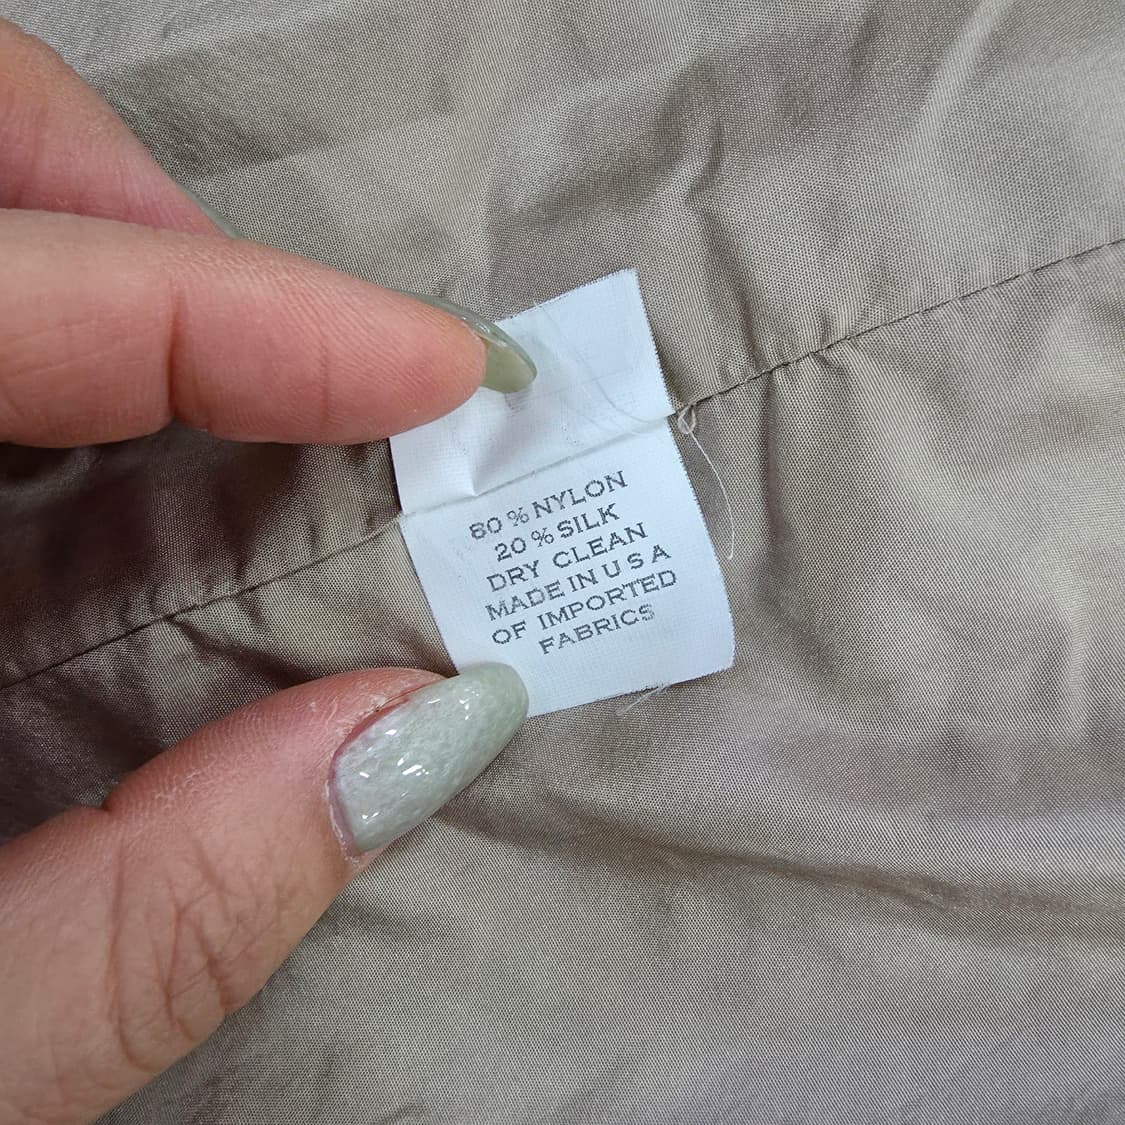 80% NYLON
20% SILK
DRY CLEAN
MADE IN U S A
OF IMPORTED
FABRICS